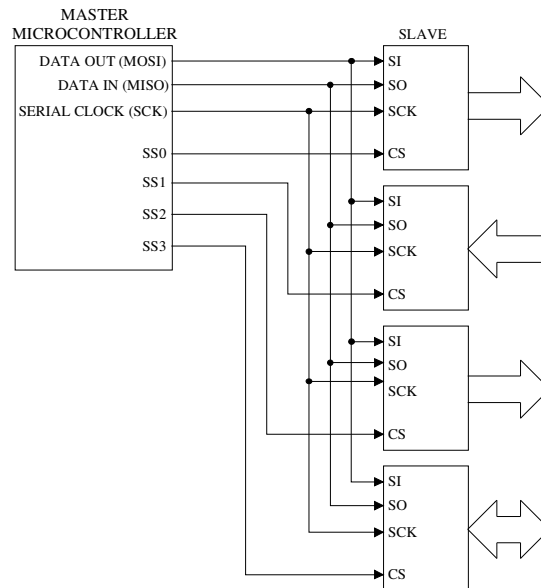 MASTER
MICROCONTROLLER
DATA OUT (MOSI)
DATA IN (MISO)
SERIAL CLOCK (SCK)
SS0
SS1
SS2
SS3
SLAVE
SI
SO
SCK
CS
SI
SO
SCK
CS
SI
SO
SCK
CS
SI
SO
SCK
CS